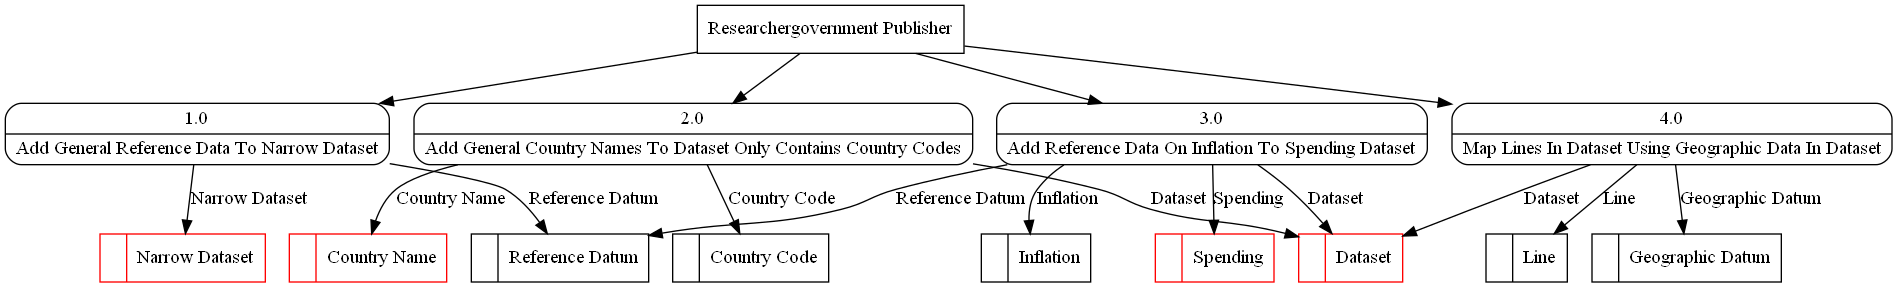 Researchergovernment Publisher
1.0
Add General Reference Data To Narrow Dataset
2.0
Add General Country Names To Dataset Only Contains Country Codes
3.0
Add Reference Data On Inflation To Spending Dataset
4.0
Map Lines In Dataset Using Geographic Data In Dataset
Narrow Dataset
Country Name
Reference Datum
Country Code
Reference Datum
Inflation
Dataset
Spending
Dataset
Dataset
Line
Geographic Datum
Narrow Dataset
Country Name
Reference Datum
Country Code
Inflation
Spending
Dataset
Line
Geographic Datum